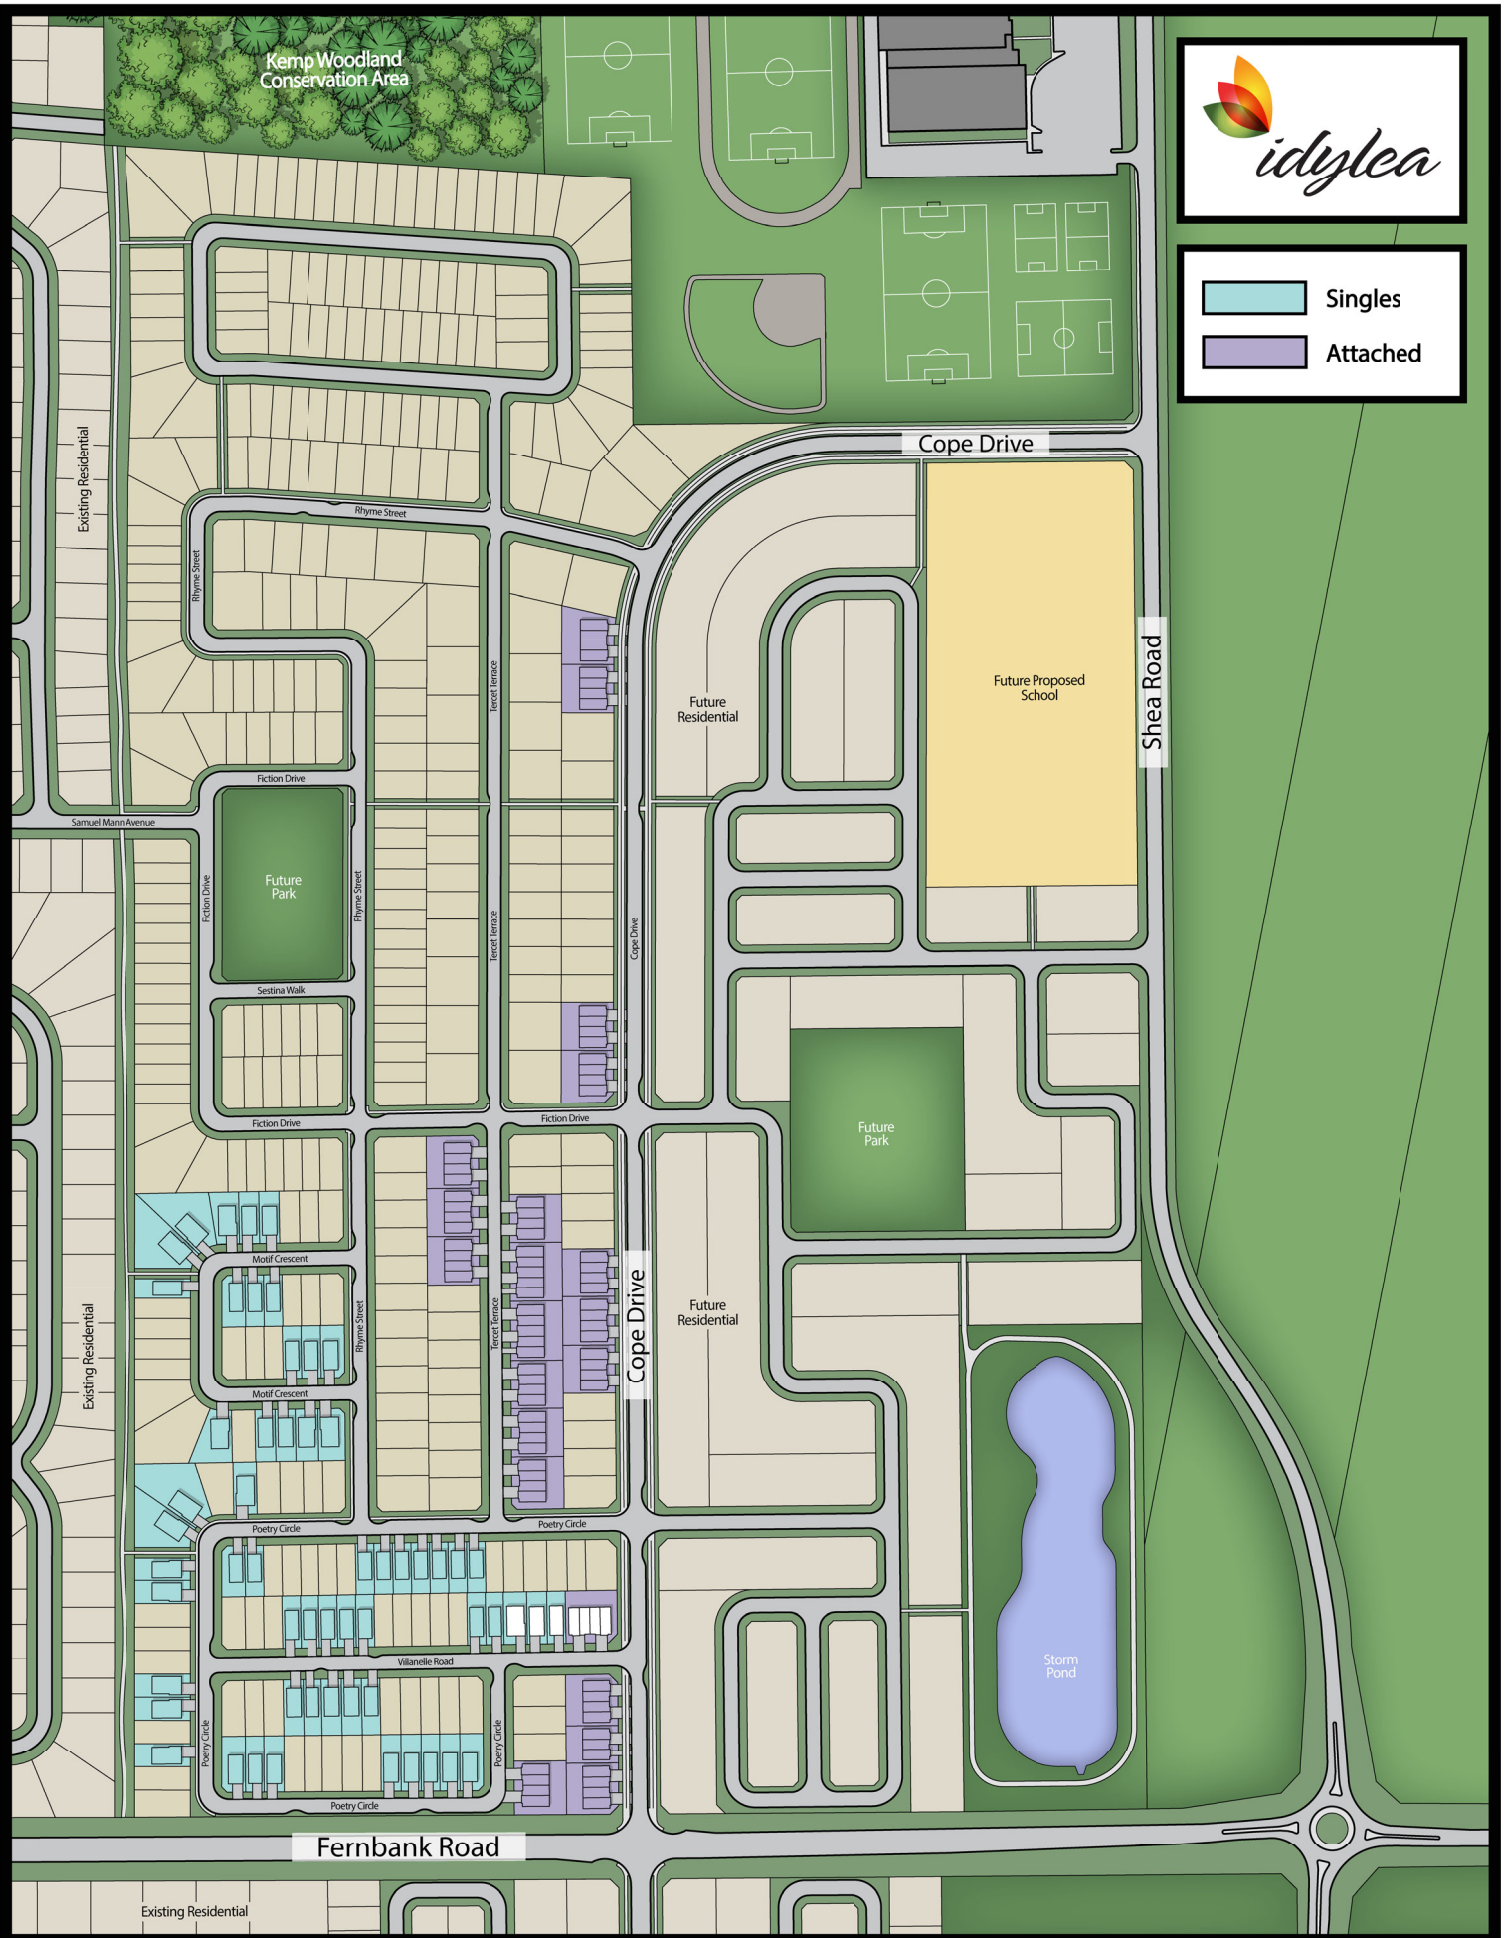 Kemp Woodland
Conservation Area
idylea
Singles
Attached
Cope Drive
Existing Residential
Rhyme Street
Rhyme Street
Tercet Terrace
Future
Residential
Future Proposed
School
Shea Road
Fiction Drive
Samuel Mann Avenue
Future
Park
Fiction Drive
Rhyme Street
Tercet Terrace
Cope Drive
Sestina Walk
Fiction Drive
Fiction Drive
Future
Park
Motif Crescent
Rhyme Street
Tercet Terrace
Cope Drive
Future
Residential
Existing Residential
Motif Crescent
Poetry Circle
Poetry Circle
Villanelle Road
Storm
Pond
Poerry Circle
Poerry Circle
Poetry Circle
Fernbank Road
Existing Residential